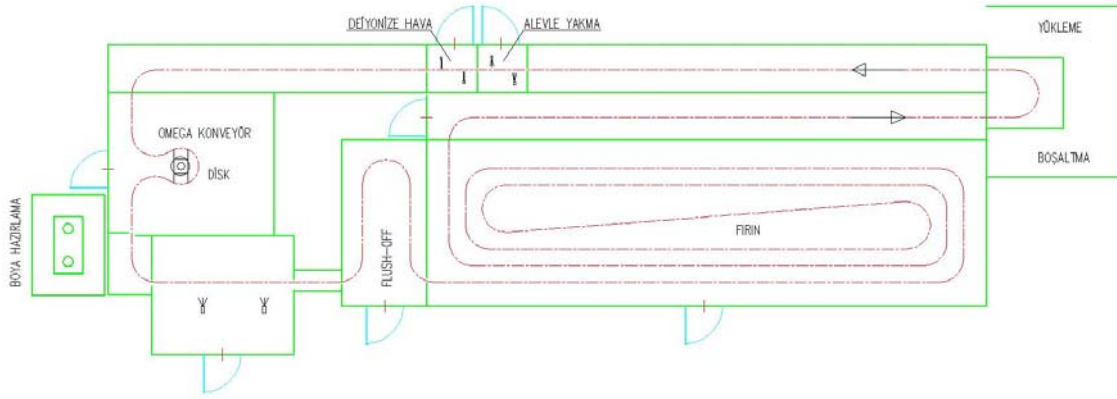 DEİYONİZE HAVA
ALEVLE YAKMA
YÜKLEME
OMEGA KONVEYÖR
DİSK
BOŞALTMA
BOYA HAZIRLAMA
FLUSH-OFF
FIRIN